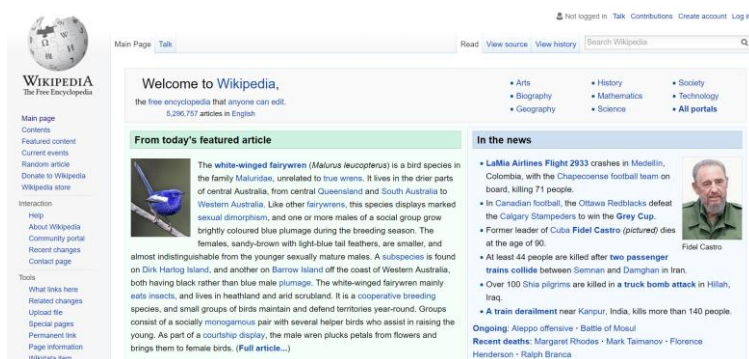 Not logged in Talk Contributions Create account Log in
Main Page Talk
Read View source View history Search Wikipedia
WIKIPEDIA
The Free Encyclopedia
Main page
Contents
Featured content
Current events
Random article
Donate to Wikipedia
Wikipedia store
Interaction
Help
About Wikipedia
Community portal
Recent changes
Contact page
Tools
What links here
Related changes
Upload file
Special pages
Permanent link
Page information
Wikidata item
Welcome to Wikipedia,
the free encyclopedia that anyone can edit.
5,296,757 articles in English
• Arts
• Biography
• Geography
• History
• Mathematics
• Science
• Society
• Technology
• All portals
From today's featured article
The white-winged fairywren (Malurus leucopterus) is a bird species in
the family Maluridae, unrelated to true wrens. It lives in the drier parts
of central Australia, from central Queensland and South Australia to
Western Australia. Like other fairywrens, this species displays marked
sexual dimorphism, and one or more males of a social group grow
brightly coloured blue plumage during the breeding season. The
females, sandy-brown with light-blue tail feathers, are smaller, and
almost indistinguishable from the younger sexually mature males. A subspecies is found
on Dirk Hartog Island, and another on Barrow Island off the coast of Western Australia,
both having black rather than blue male plumage. The white-winged fairywren mainly
eats insects, and lives in heathland and arid scrubland. It is a cooperative breeding
species, and small groups of birds maintain and defend territories year-round. Groups
consist of a socially monogamous pair with several helper birds who assist in raising the
young. As part of a courtship display, the male wren plucks petals from flowers and
brings them to female birds. (Full article...)
In the news
• LaMia Airlines Flight 2933 crashes in Medellin,
Colombia, with the Chapecoense football team on
board, killing 71 people.
• In Canadian football, the Ottawa Redblacks defeat
the Calgary Stampeders to win the Grey Cup.
• Former leader of Cuba Fidel Castro (pictured) dies
at the age of 90.
• At least 44 people are killed after two passenger
trains collide between Semnan and Damghan in Iran.
• Over 100 Shia pilgrims are killed in a truck bomb attack in Hillah,
Iraq.
• A train derailment near Kanpur, India, kills more than 140 people.
Fidel Castro
Ongoing: Aleppo offensive • Battle of Mosul
Recent deaths: Margaret Rhodes • Mark Taimanov • Florence
Henderson • Ralph Branca